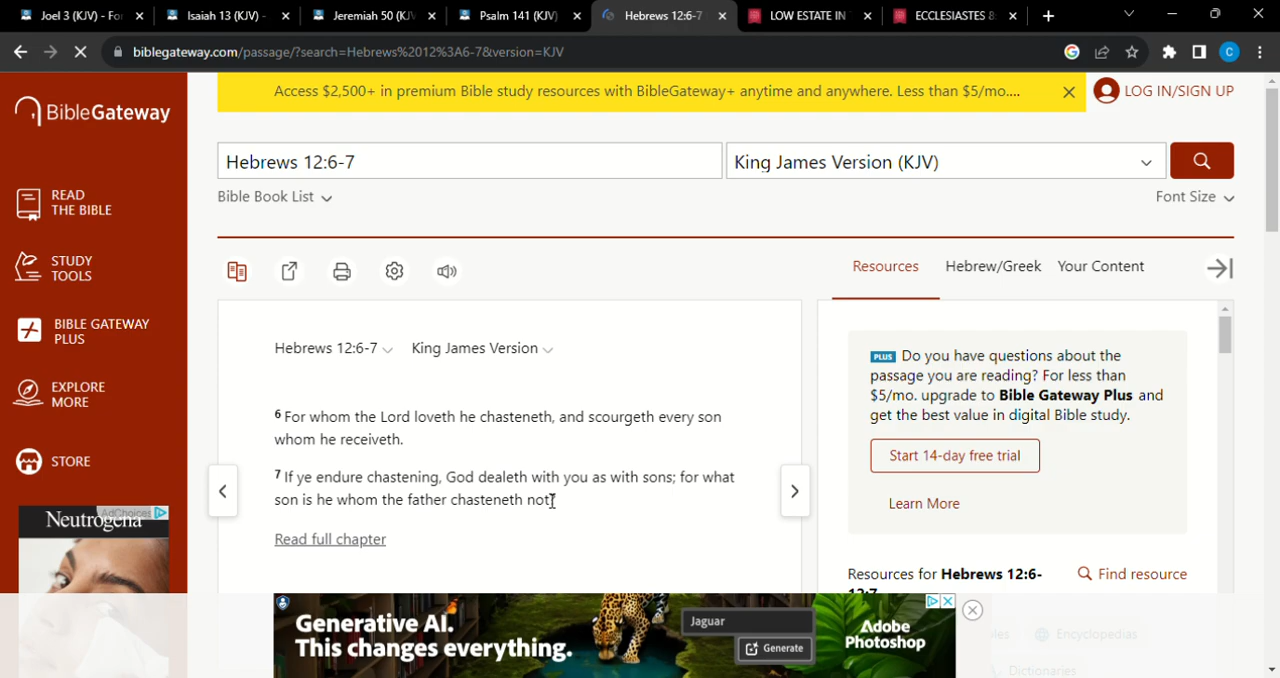 Joel 3 (KJV) - For
Isaiah 13 (KJV) -
Jeremiah 50 (KJV
Psalm 141 (KJV)
Hebrews 12:6-7
LOW ESTATE IN
ECCLESIASTES 8:
biblegateway.com/passage/?search=Hebrews%2012%3A6-7&version=KJV
C
Access $2,500+ in premium Bible study resources with BibleGateway+ anytime and anywhere. Less than $5/mo....
LOG IN/SIGN UP
BibleGateway
Hebrews 12:6-7
King James Version (KJV)
Bible Book List
Font Size
READ
THE BIBLE
STUDY
TOOLS
BIBLE GATEWAY
PLUS
EXPLORE
MORE
STORE
Resources
Hebrew/Greek
Your Content
Hebrews 12:6-7
King James Version
6 For whom the Lord loveth he chasteneth, and scourgeth every son
whom he receiveth.
7 If ye endure chastening, God dealeth with you as with sons; for what
son is he whom the father chasteneth not
Read full chapter
PLUS Do you have questions about the
passage you are reading? For less than
$5/mo. upgrade to Bible Gateway Plus and
get the best value in digital Bible study.
Start 14-day free trial
Learn More
Resources for Hebrews 12:6-
12:7
Find resource
AdChoices
Neutrogena
Generative AI.
This changes everything.
Jaguar
Generate
Adobe
Photoshop
Encyclopedias
Dictionaries